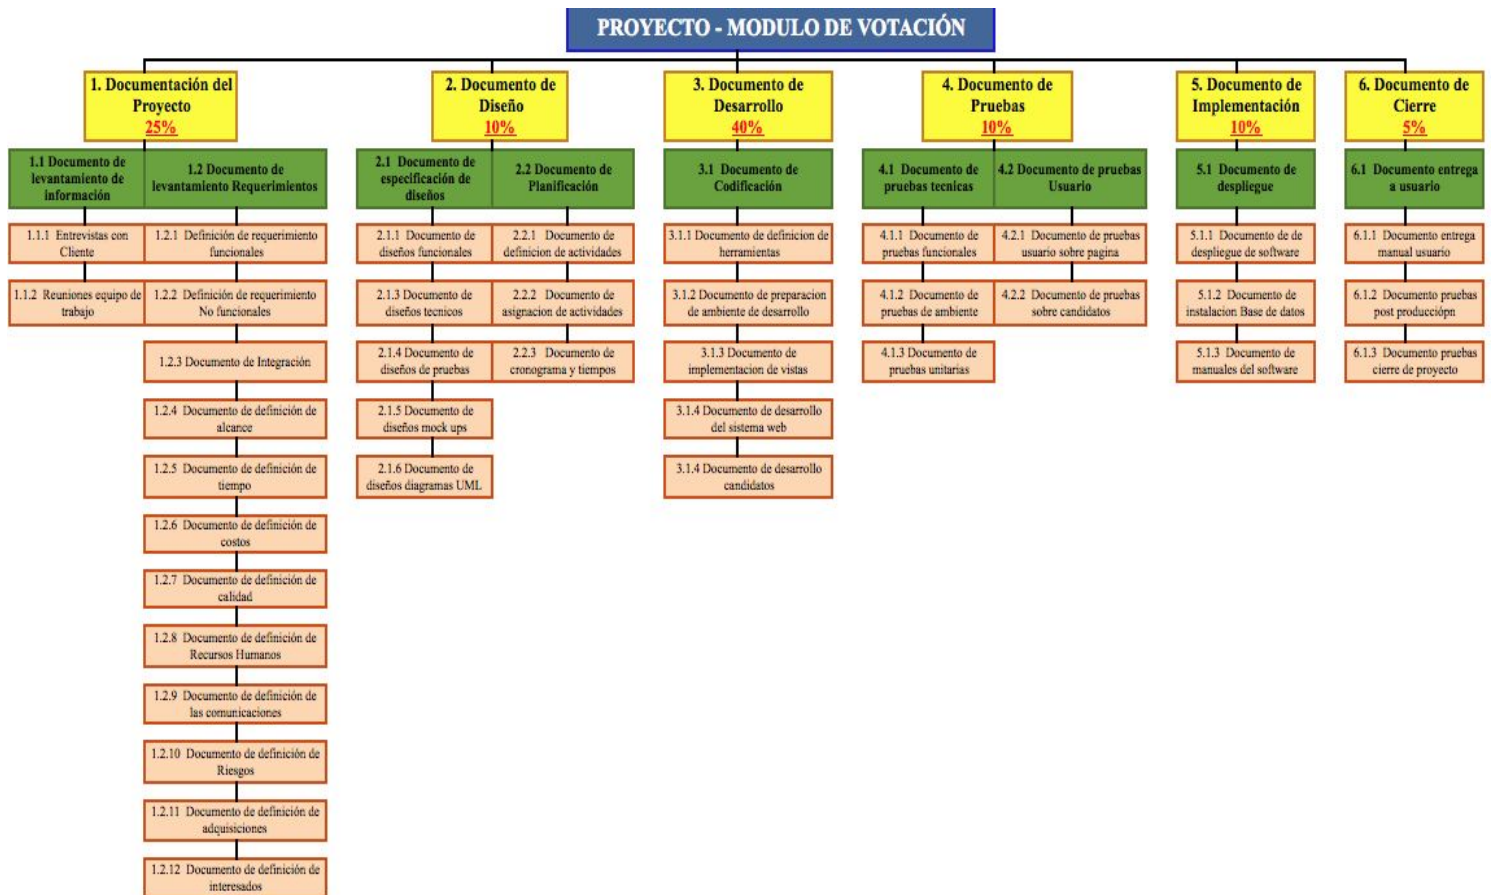 PROYECTO - MODULO DE VOTACIÓN
1. Documentación del
Proyecto
25%
2. Documento de
Diseño
10%
3. Documento de
Desarrollo
40%
4. Documento de
Pruebas
10%
5. Documento de
Implementación
10%
6. Documento de
Cierre
5%
1.1 Documento de
levantamiento de
información
1.2 Documento de
levantamiento Requerimientos
2.1 Documento de
especificación de
diseños
2.2 Documento de
Planificación
3.1 Documento de
Codificación
4.1 Documento de
pruebas tecnicas
4.2 Documento de pruebas
Usuario
5.1 Documento de
despliegue
6.1 Documento entrega
a usuario
1.1.1 Entrevistas con
Cliente
1.1.2 Reuniones equipo de
trabajo
1.2.1 Definición de requerimiento
funcionales
1.2.2 Definición de requerimiento
No funcionales
1.2.3 Documento de Integración
1.2.4 Documento de definición de
alcance
1.2.5 Documento de definición de
tiempo
1.2.6 Documento de definición de
costos
1.2.7 Documento de definición de
calidad
1.2.8 Documento de definición de
Recursos Humanos
1.2.9 Documento de definición de
las comunicaciones
1.2.10 Documento de definición de
Riesgos
1.2.11 Documento de definición de
adquisiciones
1.2.12 Documento de definición de
interesados
2.1.1 Documento de
diseños funcionales
2.1.3 Documento de
diseños tecnicos
2.1.4 Documento de
diseños de pruebas
2.1.5 Documento de
diseños mock ups
2.1.6 Documento de
diseños diagramas UML
2.2.1 Documento de
definicion de actividades
2.2.2 Documento de
asignacion de actividades
2.2.3 Documento de
cronograma y tiempos
3.1.1 Documento de definicion de
herramientas
3.1.2 Documento de preparacion
de ambiente de desarrollo
3.1.3 Documento de
implementacion de vistas
3.1.4 Documento de desarrollo
del sistema web
3.1.4 Documento de desarrollo
candidatos
4.1.1 Documento de
pruebas funcionales
4.1.2 Documento de
pruebas de ambiente
4.1.3 Documento de
pruebas unitarias
4.2.1 Documento de pruebas
usuario sobre pagina
4.2.2 Documento de pruebas
sobre candidatos
5.1.1 Documento de de
despliegue de software
5.1.2 Documento de
instalacion Base de datos
5.1.3 Documento de
manuales del software
6.1.1 Documento entrega
manual usuario
6.1.2 Documento pruebas
post producciópn
6.1.3 Documento pruebas
cierre de proyecto